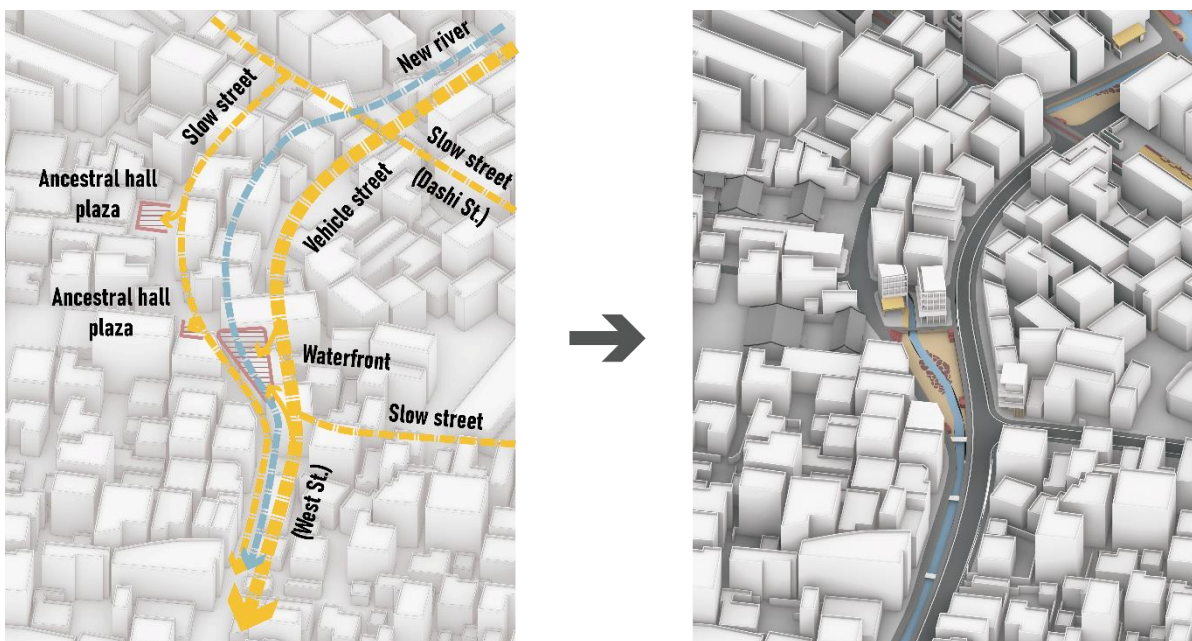 New river
Slow street
Slow street
(Dashi St.)
Ancestral hall
plaza
Vehicle street
Ancestral hall
plaza
Waterfront
Slow street
(West St.)